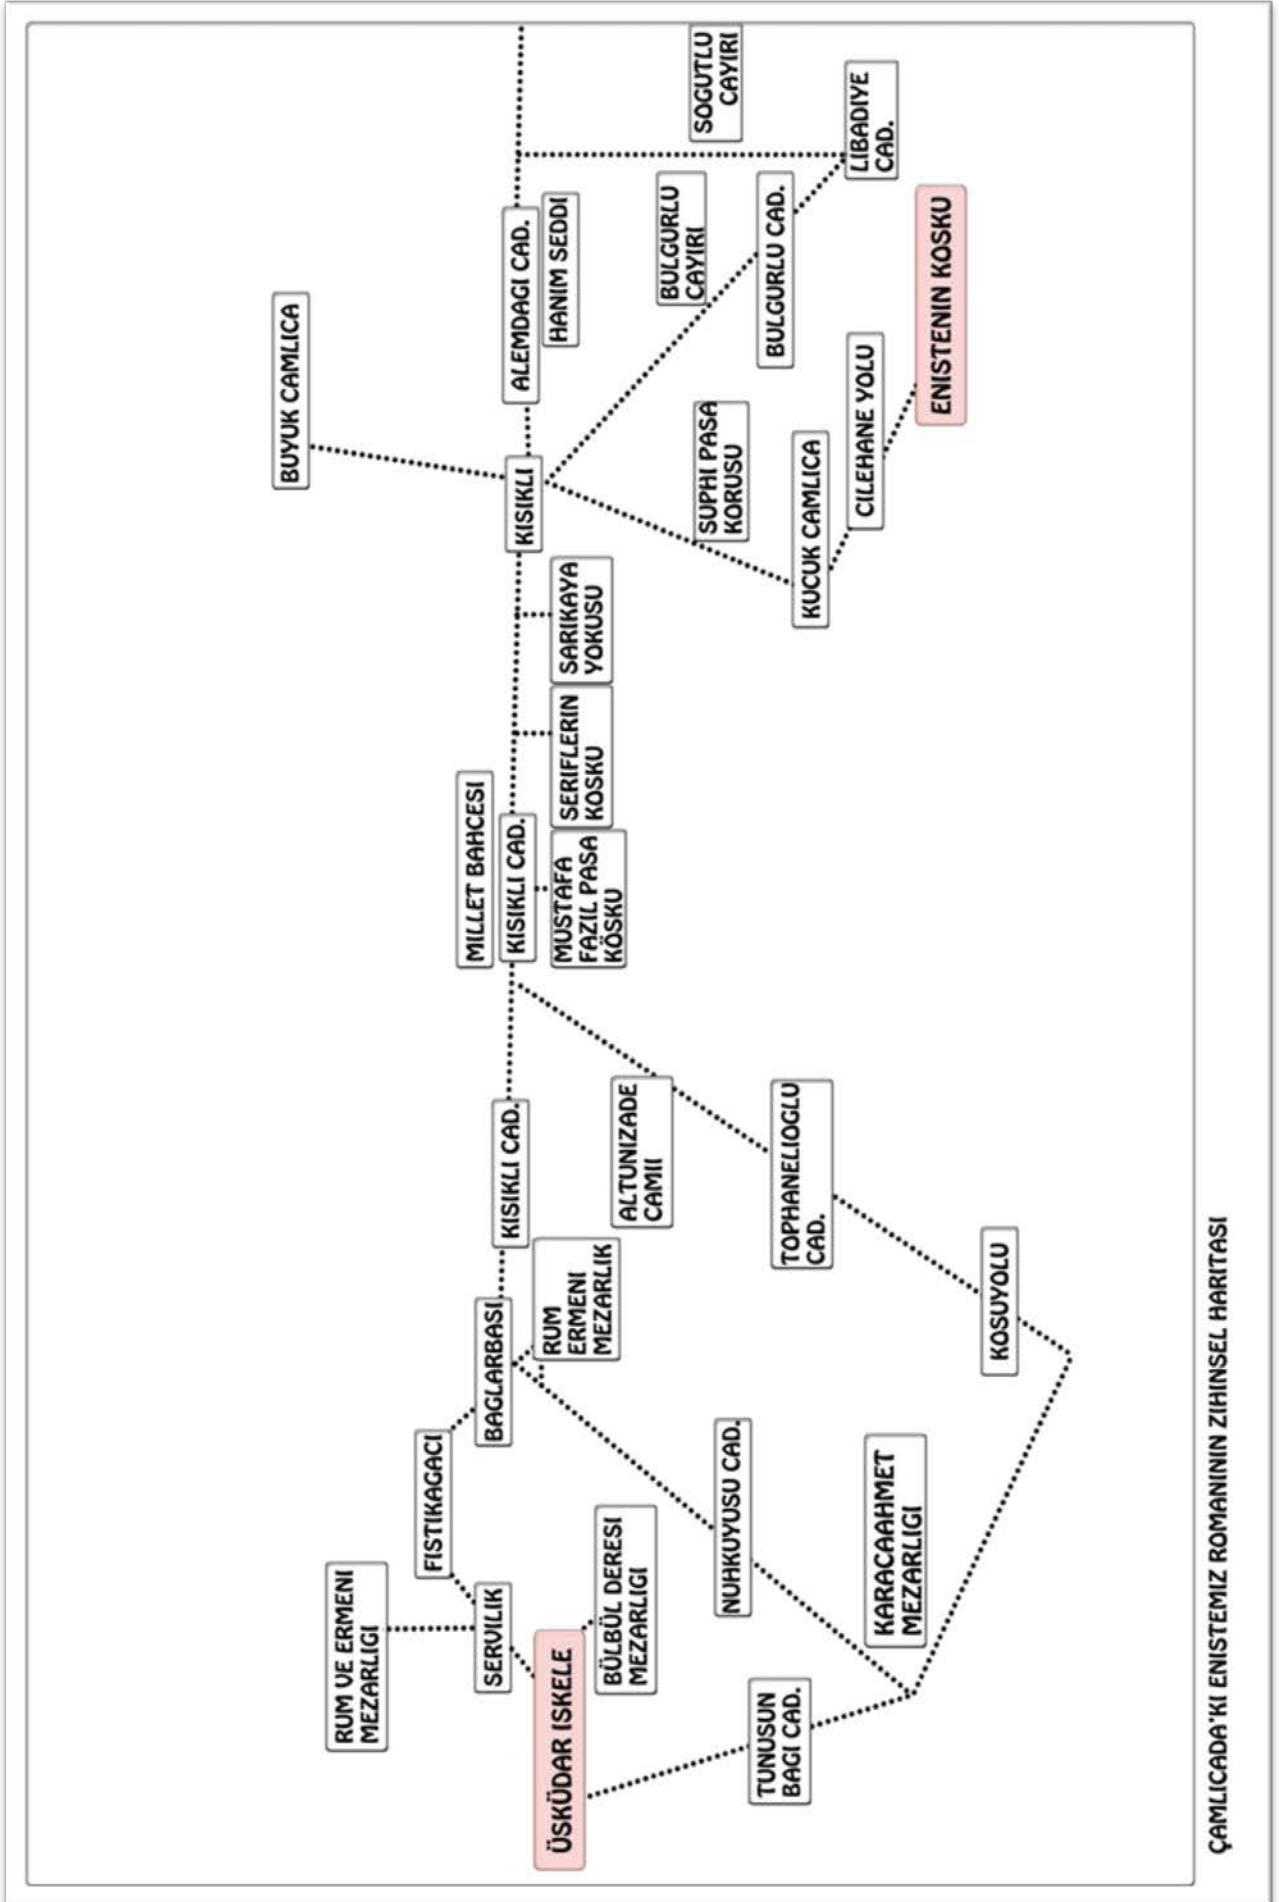 BUYUK CAMLICA
RUM VE ERMENI
MEZARLIGI
FISTIKAGACI
MILLET BAHCESI
SERVILIK
BAGLARBASI
KISIKLI CAD.
KISIKLI CAD.
KISIKLI
ALEMDAGI CAD.
HANIM SEDDI
ÜSKÜDAR ISKELE
RUM
ERMENI
MEZARLIK
MUSTAFA
FAZIL PASA
KÖSKU
SERIFLERIN
KOSKU
SARIKAYA
YOKUSU
BÜLBÜL DERESI
MEZARLIGI
ALTUNIZADE
CAMII
BULGURLU
CAYIRI
SOGUTLU
CAYIRI
SUPHI PASA
KORUSU
NUHKUYUSU CAD.
TUNUSUN
BAGI CAD.
TOPHANELIOGLU
CAD.
BULGURLU CAD.
KUCUK CAMLICA
CILEHANE YOLU
LIBADIYE
CAD.
KARACAAHMET
MEZARLIGI
ENISTENIN KOSKU
KOSUYOLU
ÇAMLICADA'KI ENISTEMIZ ROMANININ ZIHINSEL HARITASI